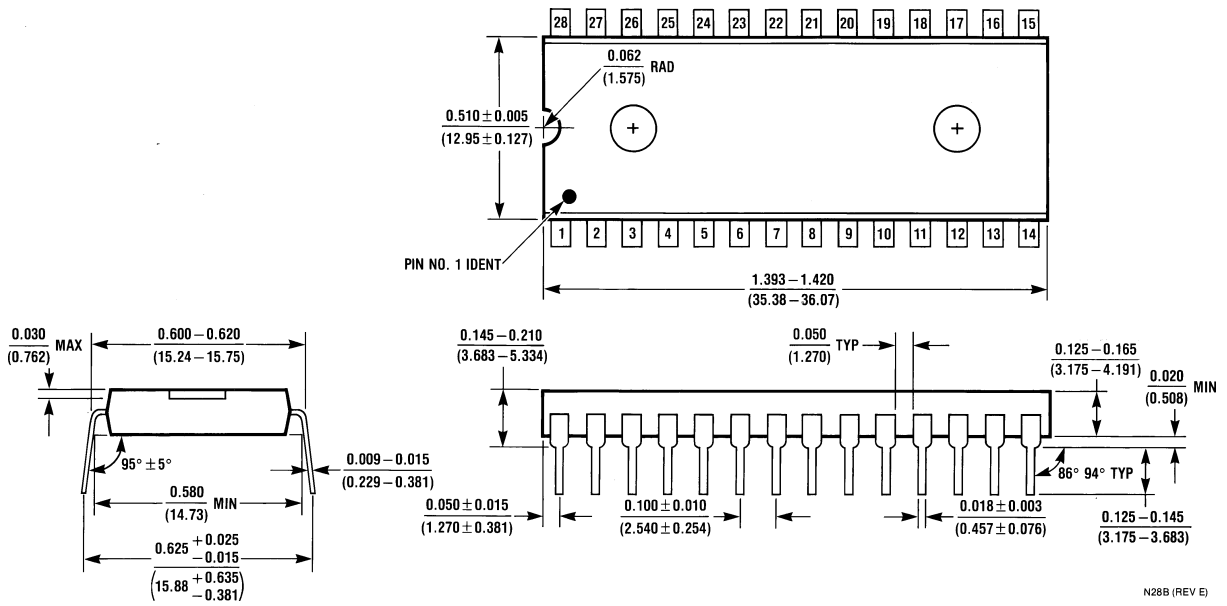 28 27 26 25 24 23 22 21 20 19 18 17 16 15
0.062
(1.575)
RAD
0.510 ± 0.005
(12.95 ± 0.127)
1 2 3 4 5 6 7 8 9 10 11 12 13 14
PIN NO. 1 IDENT
1.393 – 1.420
(35.38 – 36.07)
0.030
(0.762)
MAX
0.600 – 0.620
(15.24 – 15.75)
95° ± 5°
0.009 – 0.015
(0.229 – 0.381)
0.580
(14.73)
MIN
0.625 + 0.025
– 0.015
(15.88 + 0.635
– 0.381)
0.145 – 0.210
(3.683 – 5.334)
0.050
(1.270)
TYP
0.125 – 0.165
(3.175 – 4.191)
0.020
(0.508)
MIN
86° 94° TYP
0.050 ± 0.015
(1.270 ± 0.381)
0.100 ± 0.010
(2.540 ± 0.254)
0.018 ± 0.003
(0.457 ± 0.076)
0.125 – 0.145
(3.175 – 3.683)
N28B (REV E)